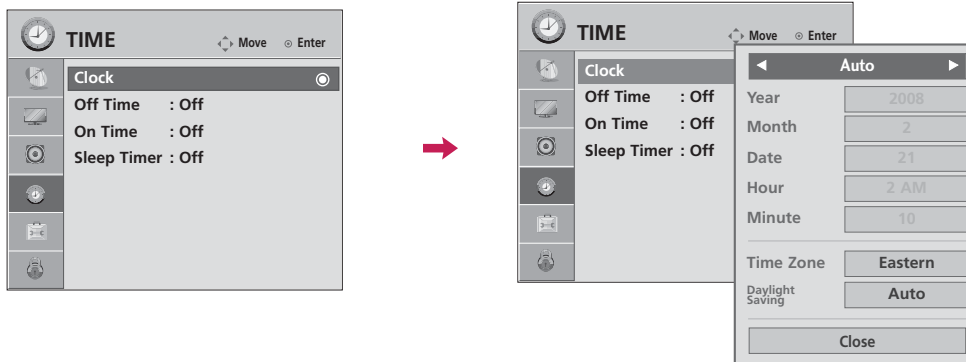 TIME
Move Enter
Clock
Off Time : Off
On Time : Off
Sleep Timer : Off
TIME
Move Enter
Clock
Off Time : Off
On Time : Off
Sleep Timer : Off
Auto
Year 2008
Month 2
Date 21
Hour 2 AM
Minute 10
Time Zone Eastern
Daylight
Saving Auto
Close